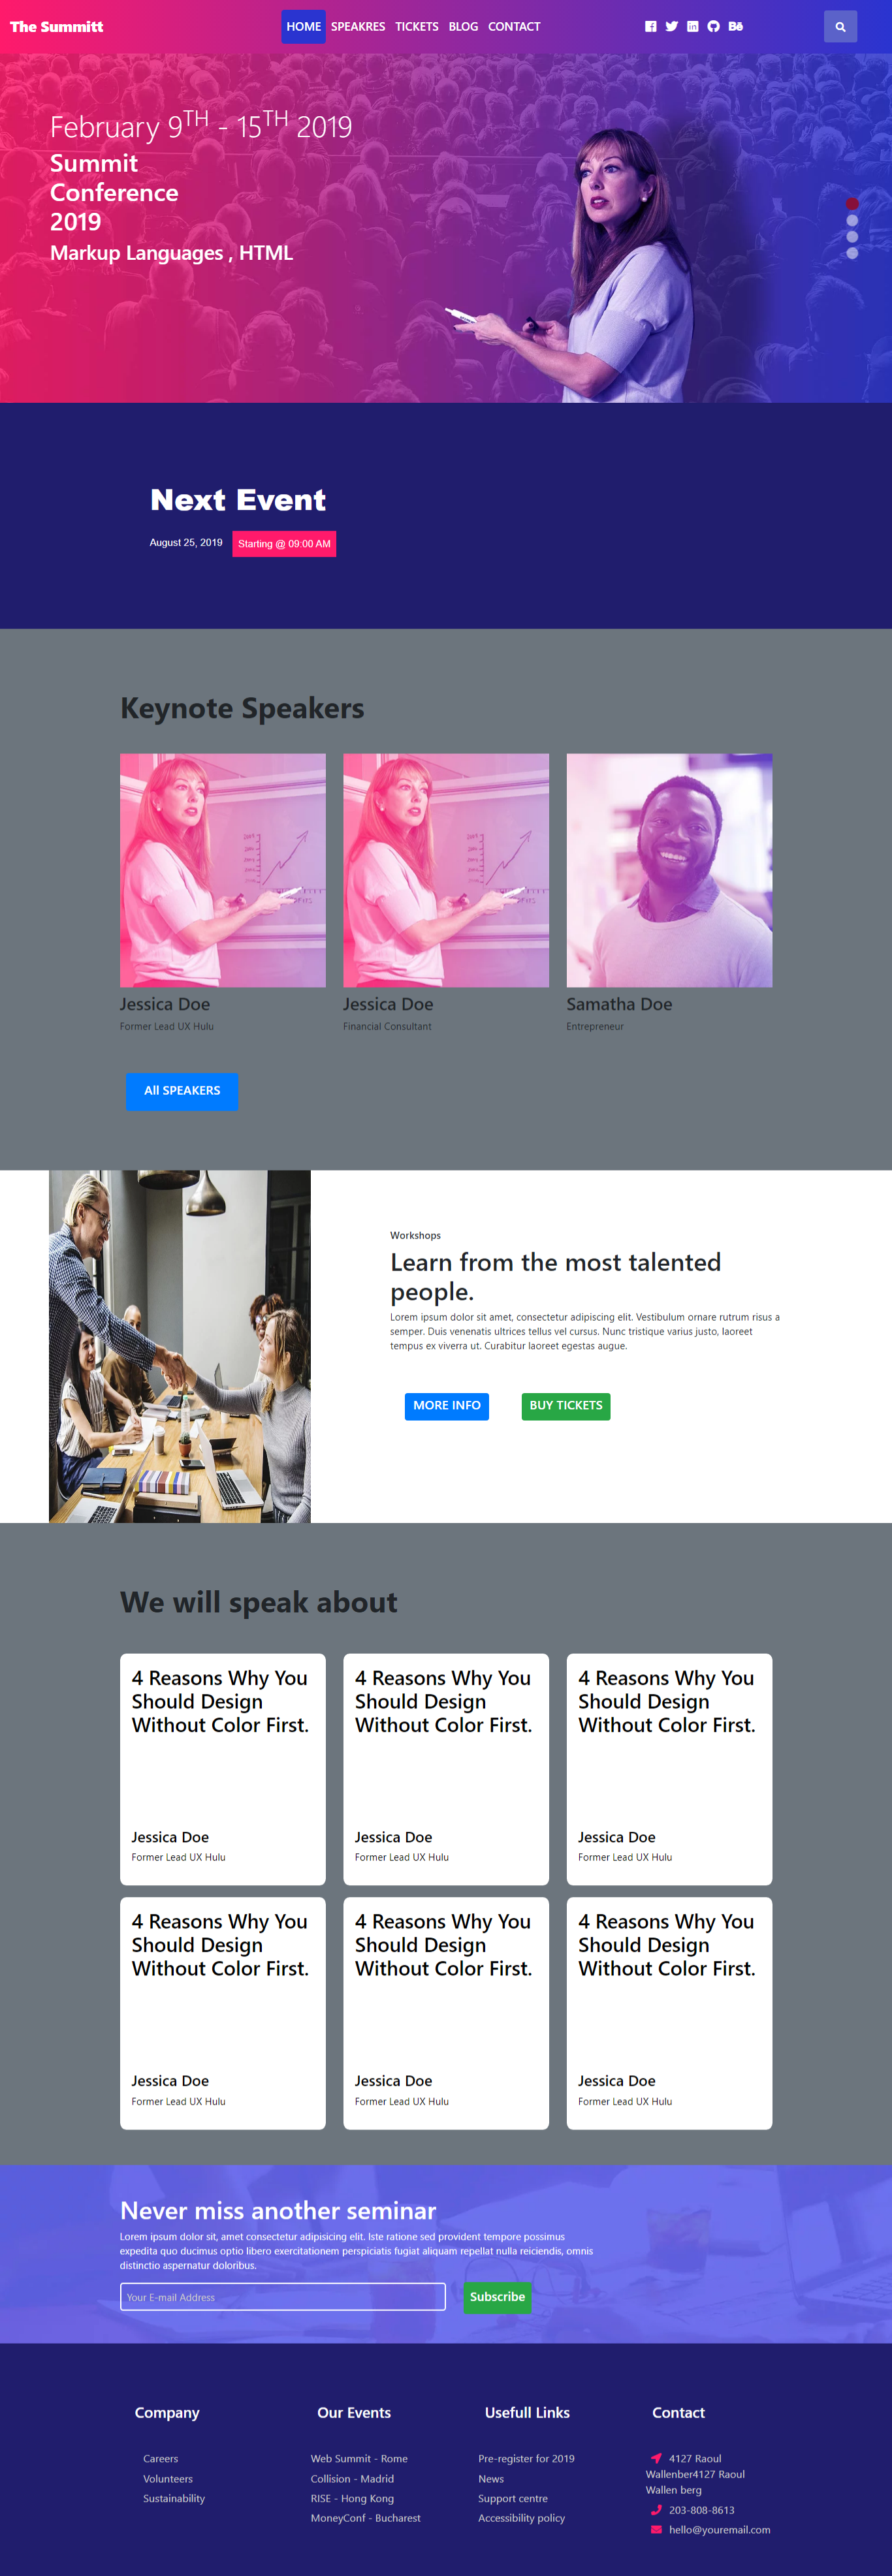 The Summitt
HOME SPEAKRES TICKETS BLOG CONTACT
February 9TH - 15TH 2019
Summit
Conference
2019
Markup Languages , HTML
Next Event
August 25, 2019 Starting @ 09:00 AM
Keynote Speakers
Jessica Doe
Former Lead UX Hulu
Jessica Doe
Financial Consultant
Samatha Doe
Entrepreneur
All SPEAKERS
Workshops
Learn from the most talented
people.
Lorem ipsum dolor sit amet, consectetur adipiscing elit. Vestibulum ornare rutrum risus a
semper. Duis venenatis ultrices tellus vel cursus. Nunc tristique varius justo, laoreet
tempus ex viverra ut. Curabitur laoreet egestas augue.
MORE INFO BUY TICKETS
We will speak about
4 Reasons Why You
Should Design
Without Color First.
Jessica Doe
Former Lead UX Hulu
4 Reasons Why You
Should Design
Without Color First.
Jessica Doe
Former Lead UX Hulu
4 Reasons Why You
Should Design
Without Color First.
Jessica Doe
Former Lead UX Hulu
4 Reasons Why You
Should Design
Without Color First.
Jessica Doe
Former Lead UX Hulu
4 Reasons Why You
Should Design
Without Color First.
Jessica Doe
Former Lead UX Hulu
4 Reasons Why You
Should Design
Without Color First.
Jessica Doe
Former Lead UX Hulu
Never miss another seminar
Lorem ipsum dolor sit, amet consectetur adipisicing elit. Iste ratione sed provident tempore possimus
expedita quo ducimus optio libero exercitationem perspiciatis fugiat aliquam repellat nulla reiciendis, omnis
distinctio aspernatur doloribus.
Your E-mail Address Subscribe
Company
Careers
Volunteers
Sustainability
Our Events
Web Summit - Rome
Collision - Madrid
RISE - Hong Kong
MoneyConf - Bucharest
Usefull Links
Pre-register for 2019
News
Support centre
Accessibility policy
Contact
4127 Raoul
Wallenber4127 Raoul
Wallen berg
203-808-8613
hello@youremail.com